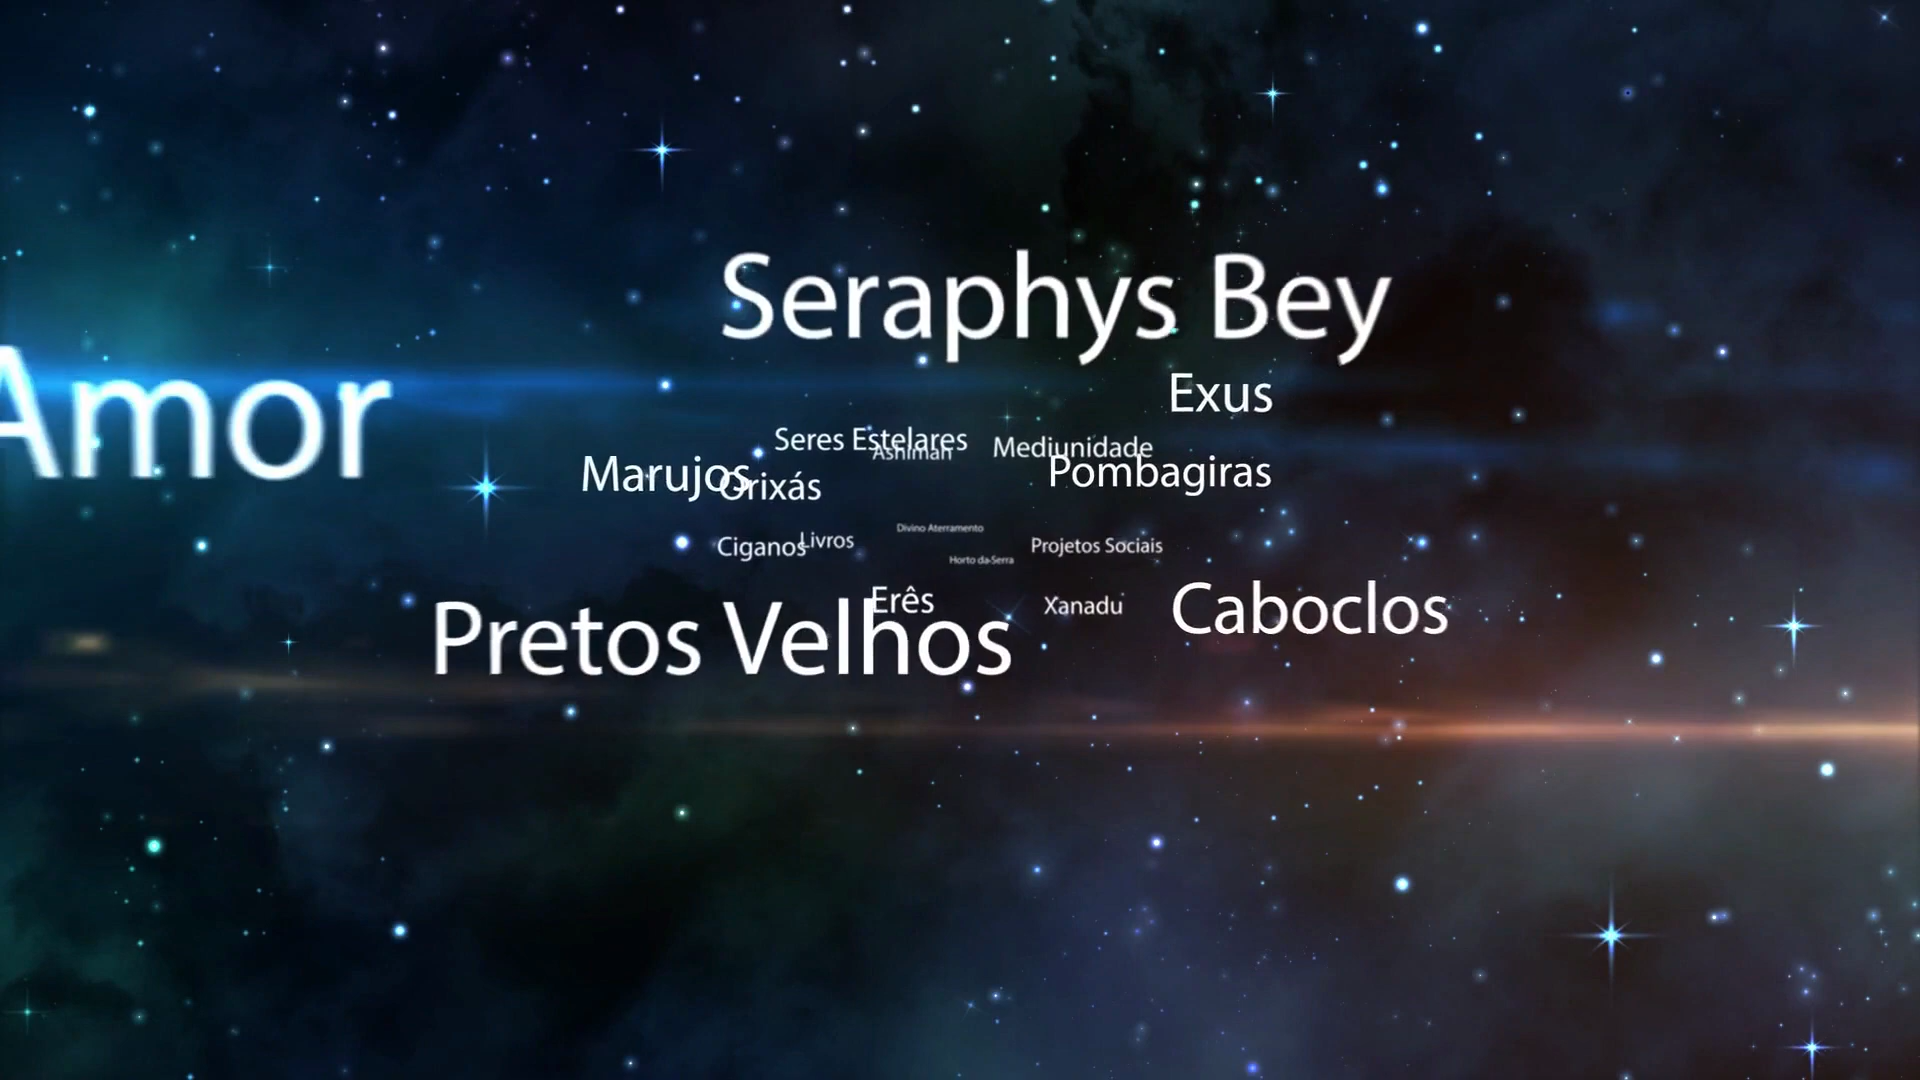 Seraphys Bey
Amor
Exus
Seres Estelares
Ashimah
Mediunidade
Marujos
Orixás
Pombagiras
Divino Aterramento
Ciganos
Livros
Projetos Sociais
Horto da Serra
Erês
Xanadu
Caboclos
Pretos Velhos